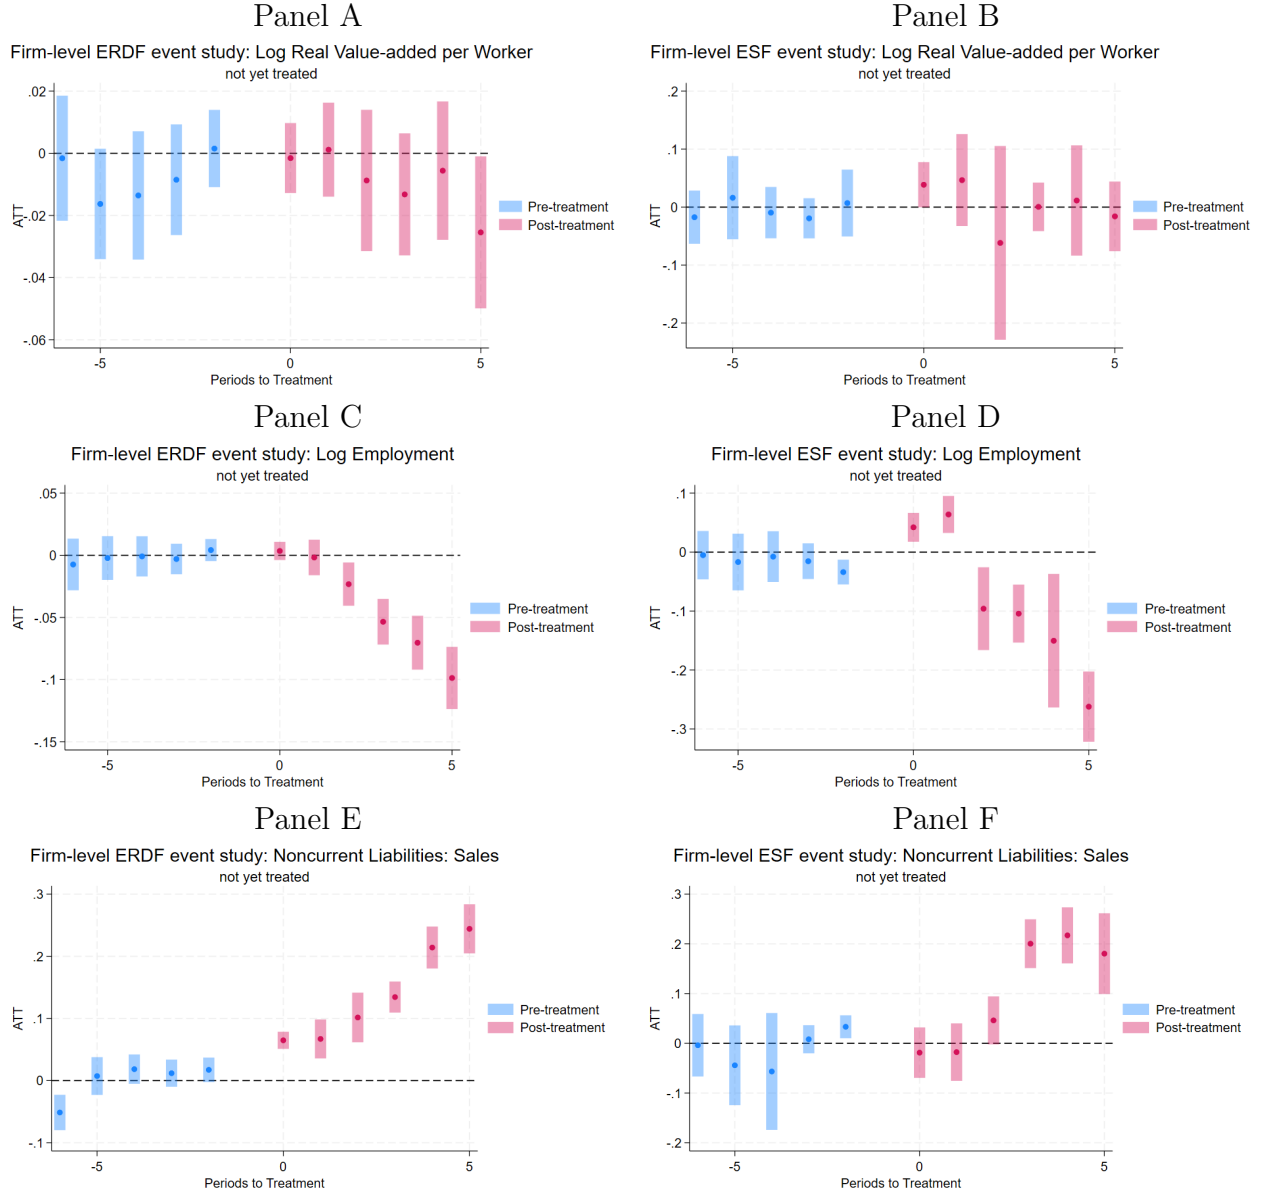 Panel A
Firm-level ERDF event study: Log Real Value-added per Worker
not yet treated
.02
0
-.02
-.04
-.06
ATT
-5
0
5
Periods to Treatment
Pre-treatment
Post-treatment
Panel B
Firm-level ESF event study: Log Real Value-added per Worker
not yet treated
.2
.1
0
-.1
-.2
ATT
-5
0
5
Periods to Treatment
Pre-treatment
Post-treatment
Panel C
Firm-level ERDF event study: Log Employment
not yet treated
.05
0
-.05
-.1
-.15
ATT
-5
0
5
Periods to Treatment
Pre-treatment
Post-treatment
Panel D
Firm-level ESF event study: Log Employment
not yet treated
.1
0
-.1
-.2
-.3
ATT
-5
0
5
Periods to Treatment
Pre-treatment
Post-treatment
Panel E
Firm-level ERDF event study: Noncurrent Liabilities: Sales
not yet treated
.3
.2
.1
0
-.1
ATT
-5
0
5
Periods to Treatment
Pre-treatment
Post-treatment
Panel F
Firm-level ESF event study: Noncurrent Liabilities: Sales
not yet treated
.3
.2
.1
0
-.1
-.2
ATT
-5
0
5
Periods to Treatment
Pre-treatment
Post-treatment